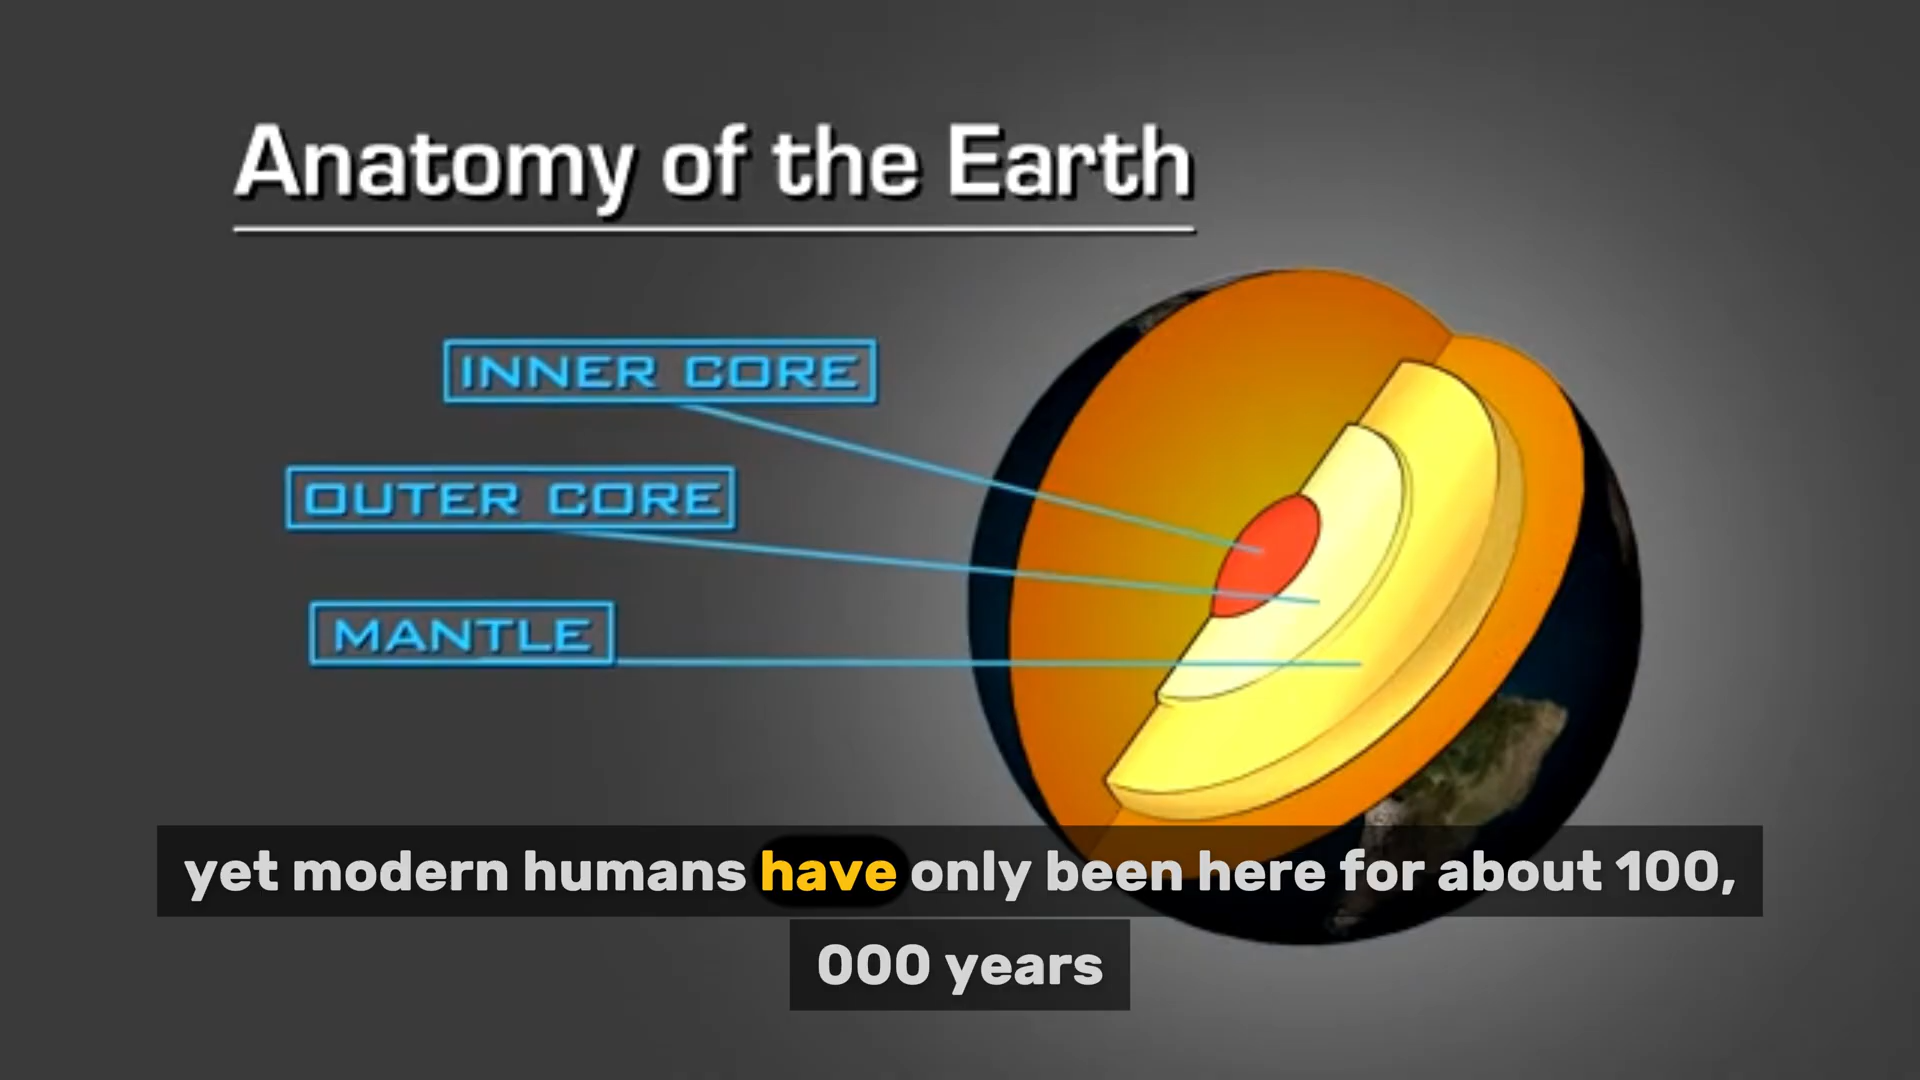 Anatomy of the Earth
INNER CORE
OUTER CORE
MANTLE
yet modern humans have only been here for about 100,
000 years